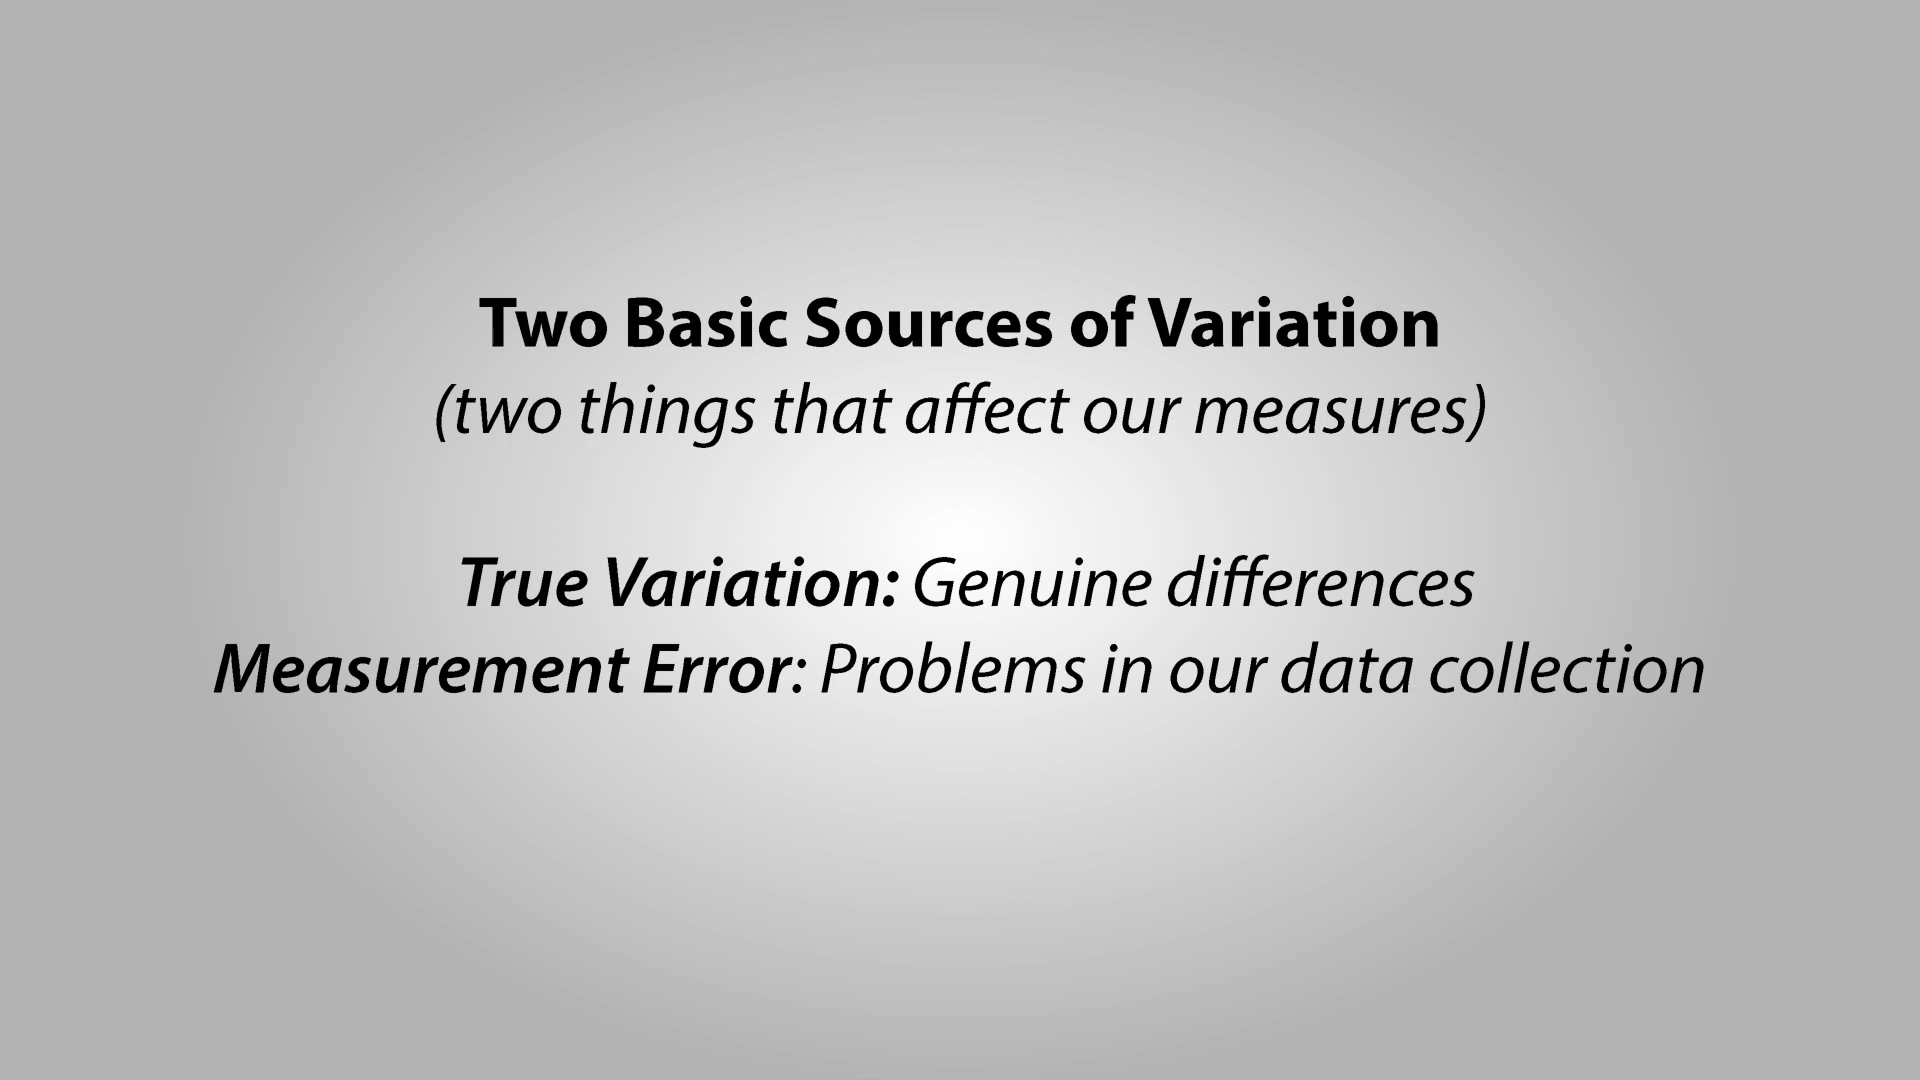 Two Basic Sources of Variation
(two things that affect our measures)
True Variation: Genuine differences
Measurement Error: Problems in our data collection